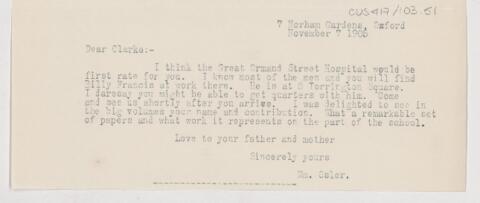 CUS417/103.51
7 Norham Gardens, Oxford
November 7 1905
Dear Clarke:-
I think the Great Ormand Street Hospital would be
first rate for you. I know most of the men and you will find
Billy Francis at work there. He is at 8 Torrington Square.
I daresay you might be able to get quarters with him. Come
and see us shortly after you arrive. I was delighted to see in
the big volumes your name and contribution. What a remarkable set
of papers and what work it represents on the part of the school.
Love to your father and mother
Sincerely yours
Wm. Osler.